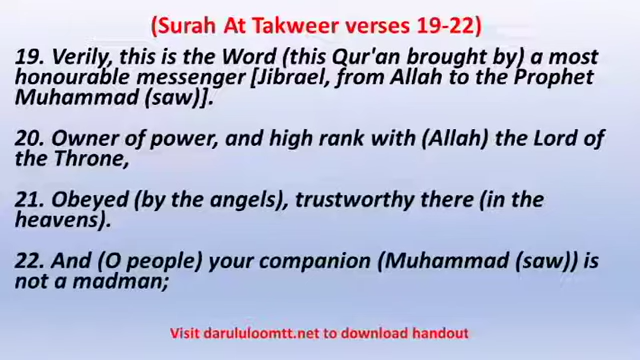 (Surah At Takweer verses 19-22)
19. Verily, this is the Word (this Qur'an brought by) a most
honourable messenger [Jibrael, from Allah to the Prophet
Muhammad (saw)].
20. Owner of power, and high rank with (Allah) the Lord of
the Throne,
21. Obeyed (by the angels), trustworthy there (in the
heavens).
22. And (O people) your companion (Muhammad (saw)) is
not a madman;
Visit darululoomtt.net to download handout